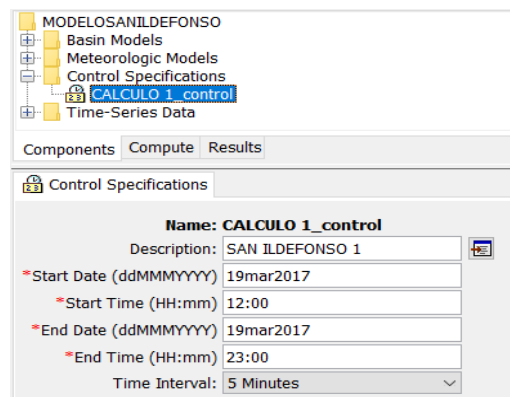 MODELOSANILDEFONSO
Basin Models
Meteorologic Models
Control Specifications
CALCULO 1_control
Time-Series Data
Components Compute Results
Control Specifications
Name: CALCULO 1_control
Description: SAN ILDEFONSO 1
*Start Date (ddMMMYYYY) 19mar2017
*Start Time (HH:mm) 12:00
*End Date (ddMMMYYYY) 19mar2017
*End Time (HH:mm) 23:00
Time Interval: 5 Minutes